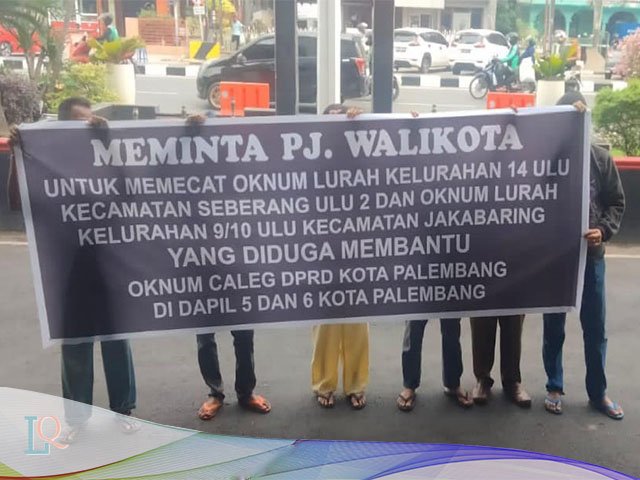 MEMINTA PJ. WALIKOTA
UNTUK MEMECAT OKNUM LURAH KELURAHAN 14 ULU
KECAMATAN SEBERANG ULU 2 DAN OKNUM LURAH
KELURAHAN 9/10 ULU KECAMATAN JAKABARING
YANG DIDUGA MEMBANTU
OKNUM CALEG DPRD KOTA PALEMBANG
DI DAPIL 5 DAN 6 KOTA PALEMBANG
LQ